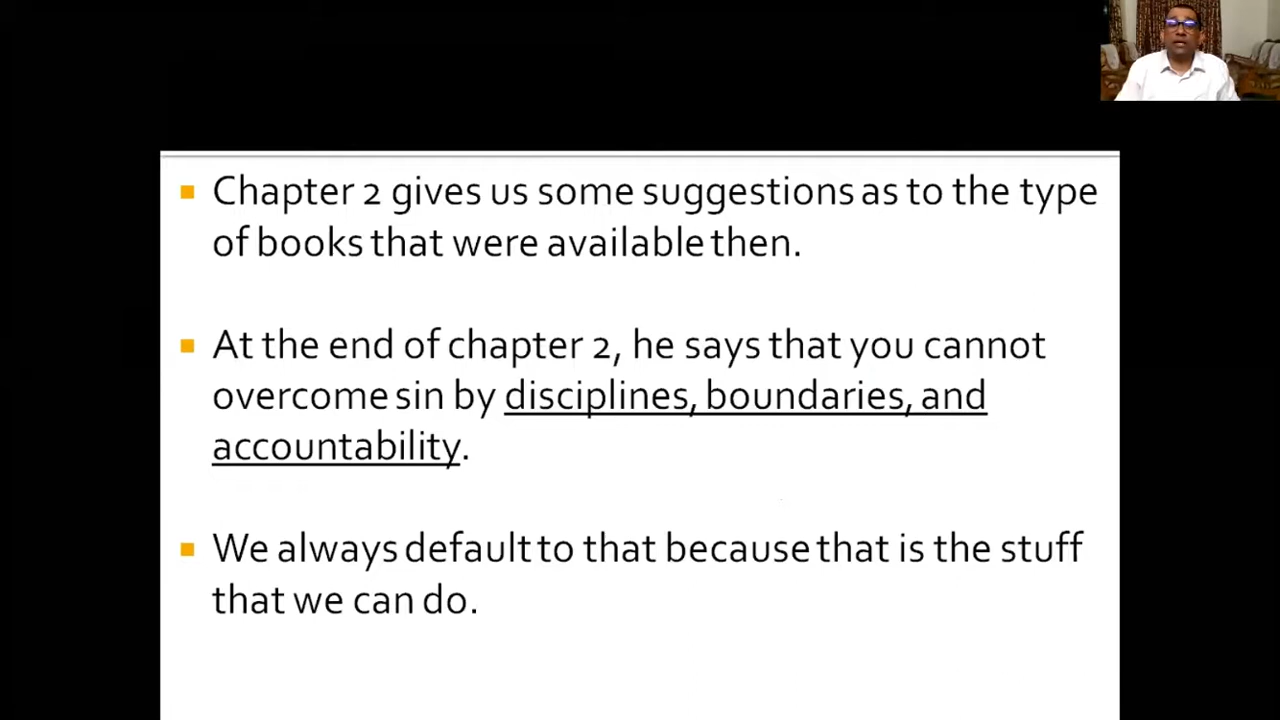 Chapter 2 gives us some suggestions as to the type
of books that were available then.
At the end of chapter 2, he says that you cannot
overcome sin by disciplines, boundaries, and
accountability.
We always default to that because that is the stuff
that we can do.